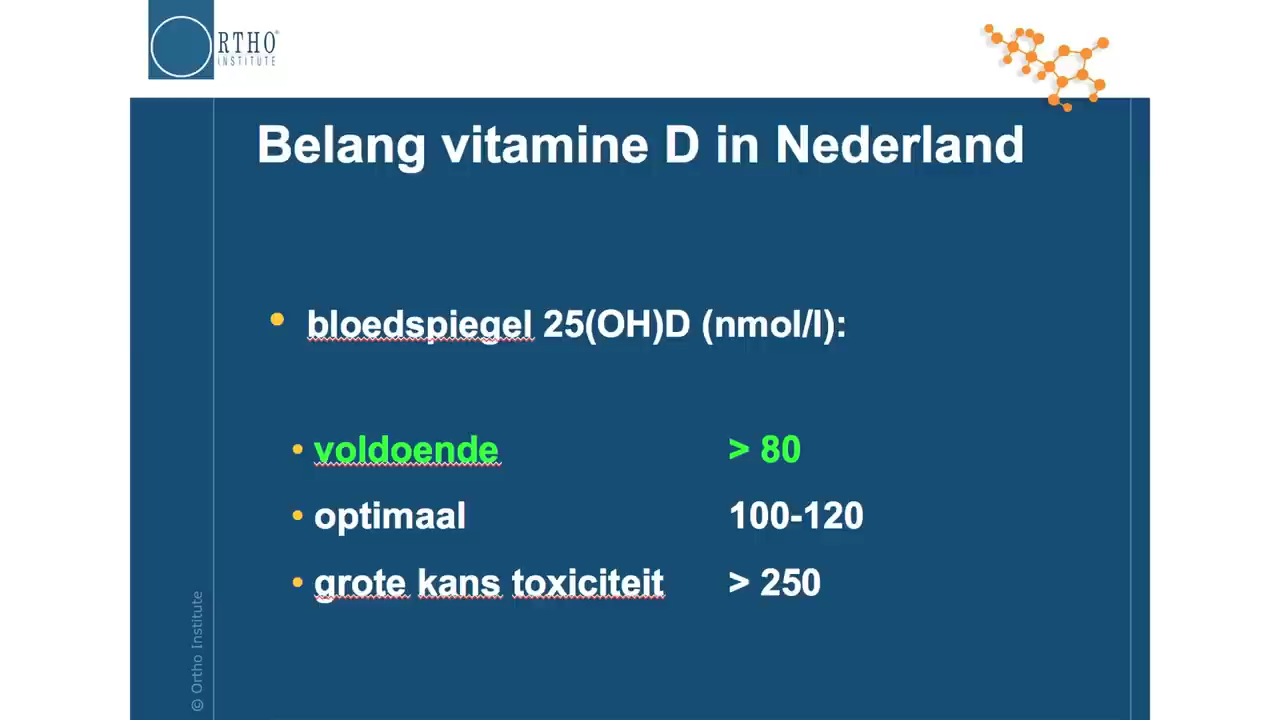 ORTHO®
INSTITUTE
Belang vitamine D in Nederland
• bloedspiegel 25(OH)D (nmol/l):
• voldoende > 80
• optimaal 100-120
• grote kans toxiciteit > 250
© Ortho Institute